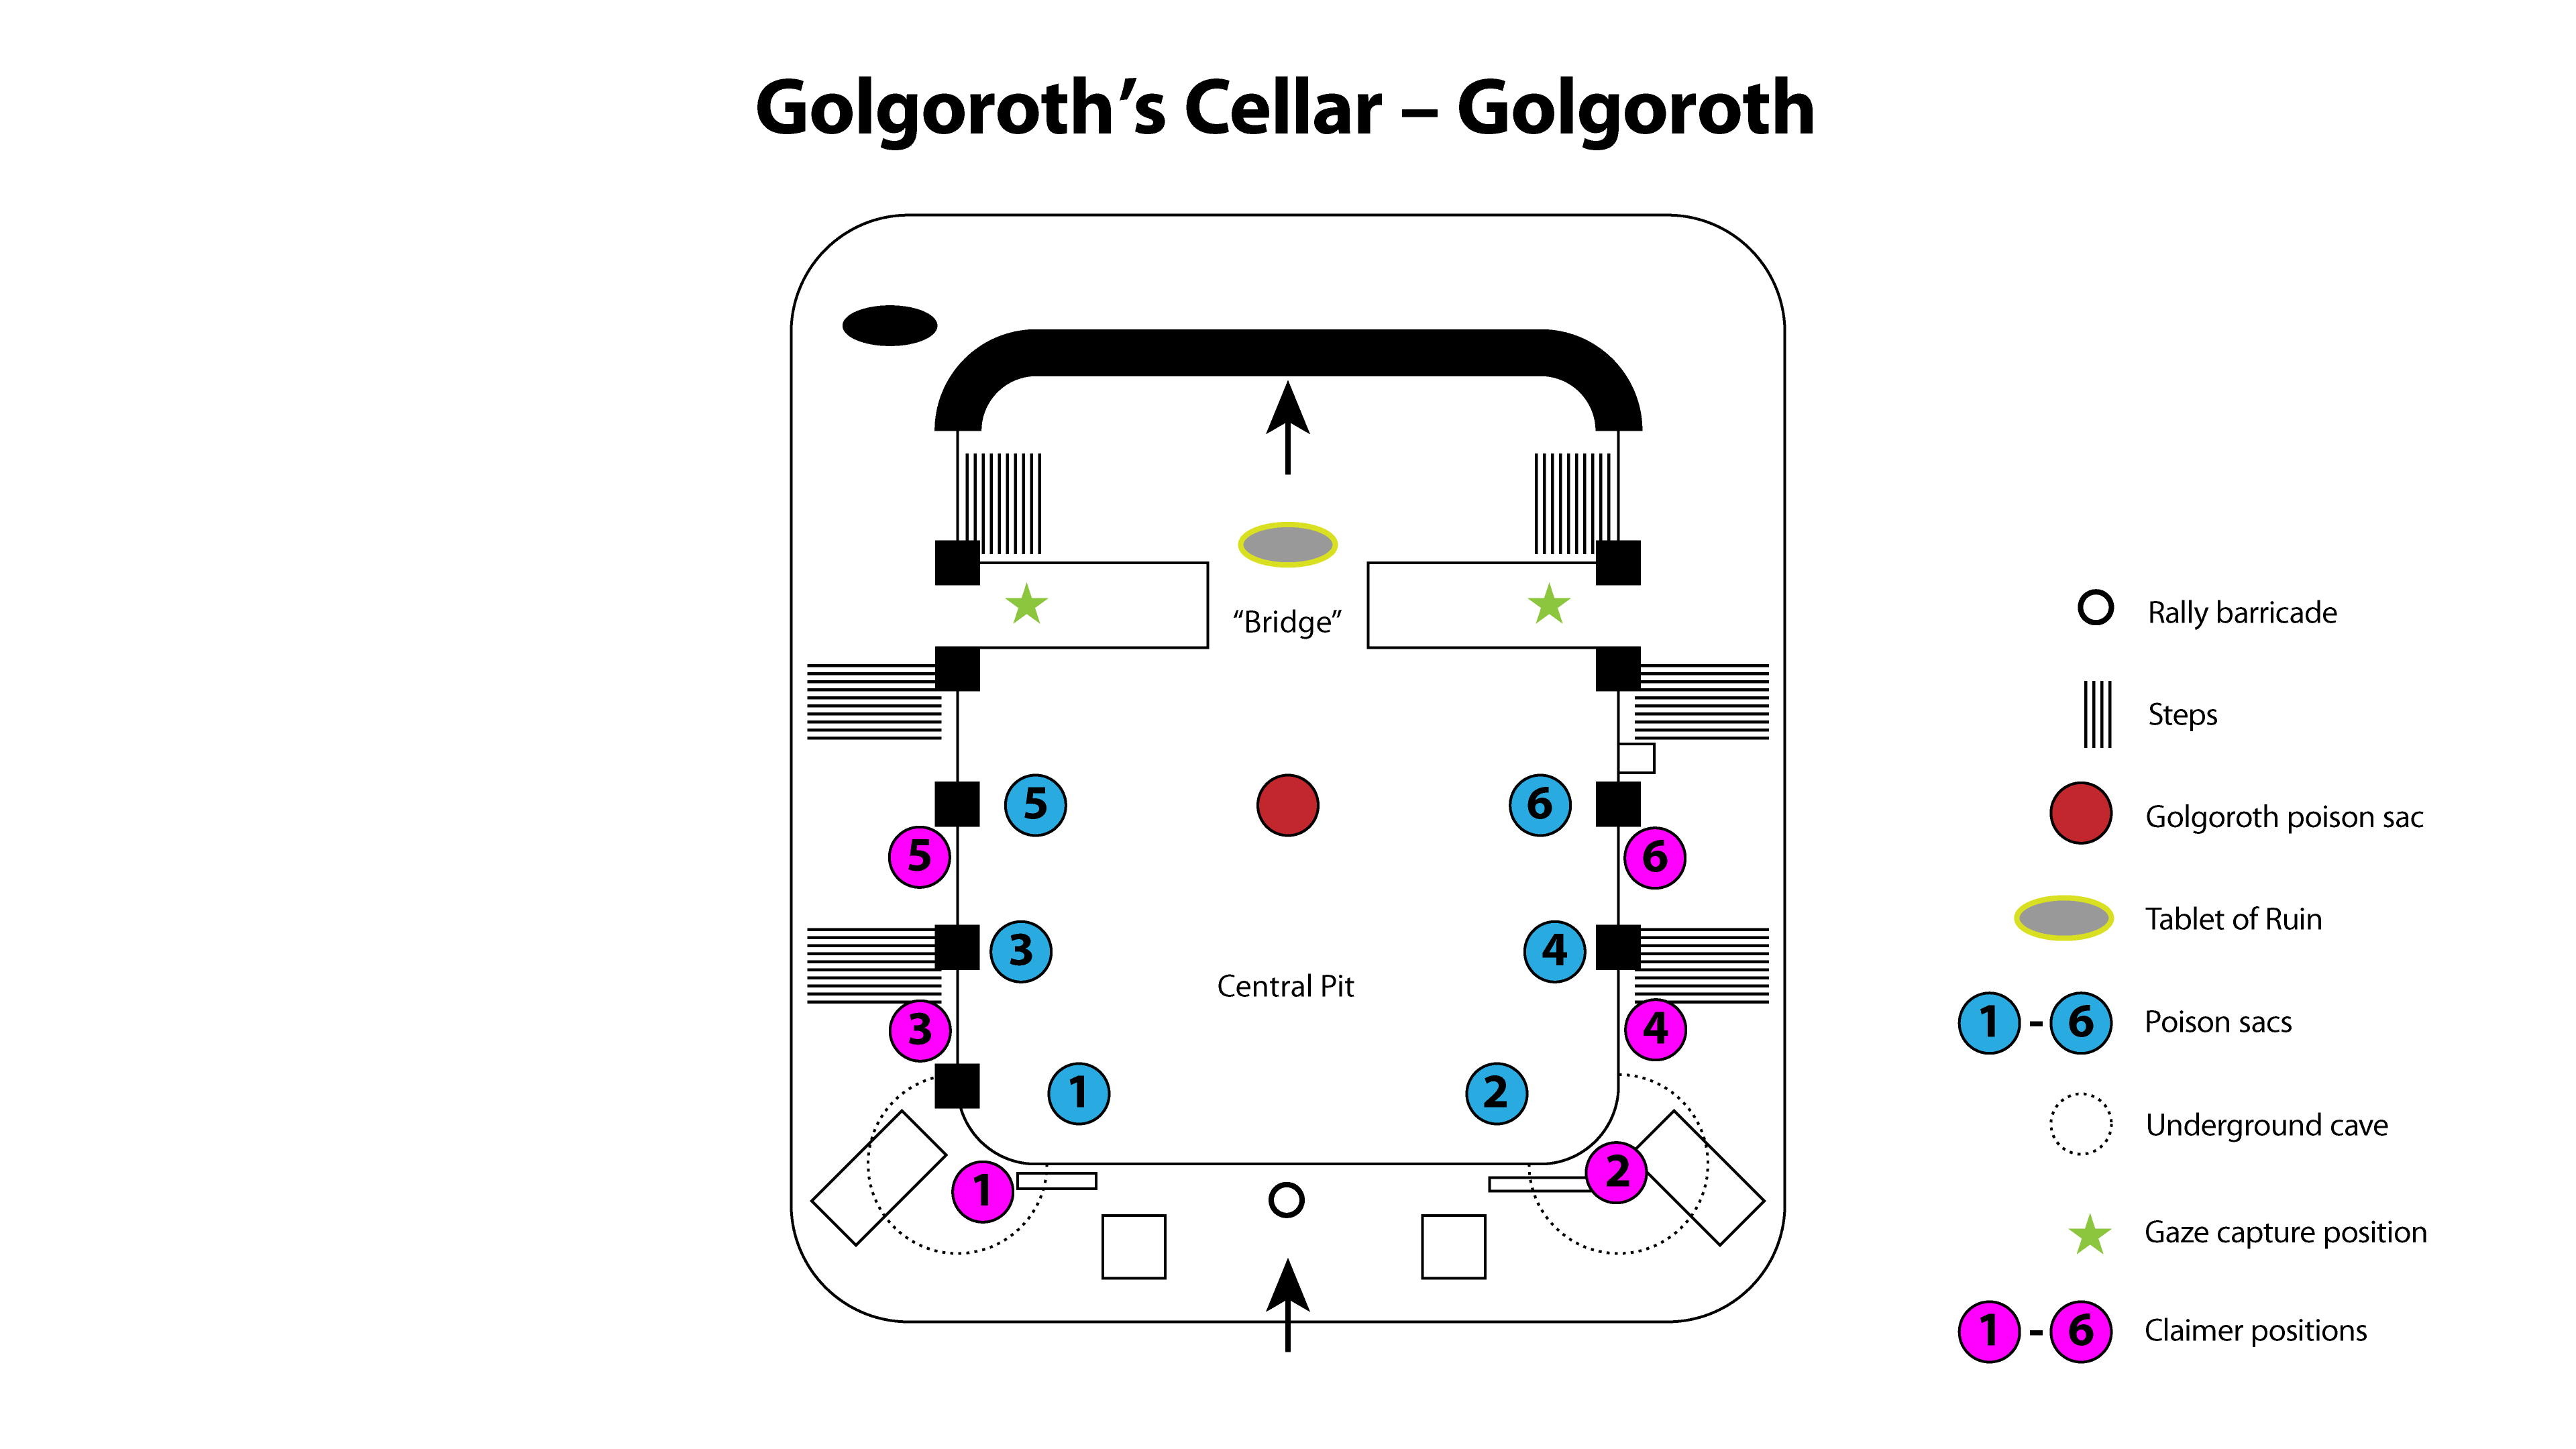 Golgoroth’s Cellar – Golgoroth
“Bridge”
5
6
5
6
3
4
Central Pit
3
4
1
2
1
2
Rally barricade
Steps
Golgoroth poison sac
Tablet of Ruin
1 - 6 Poison sacs
Underground cave
Gaze capture position
1 - 6 Claimer positions